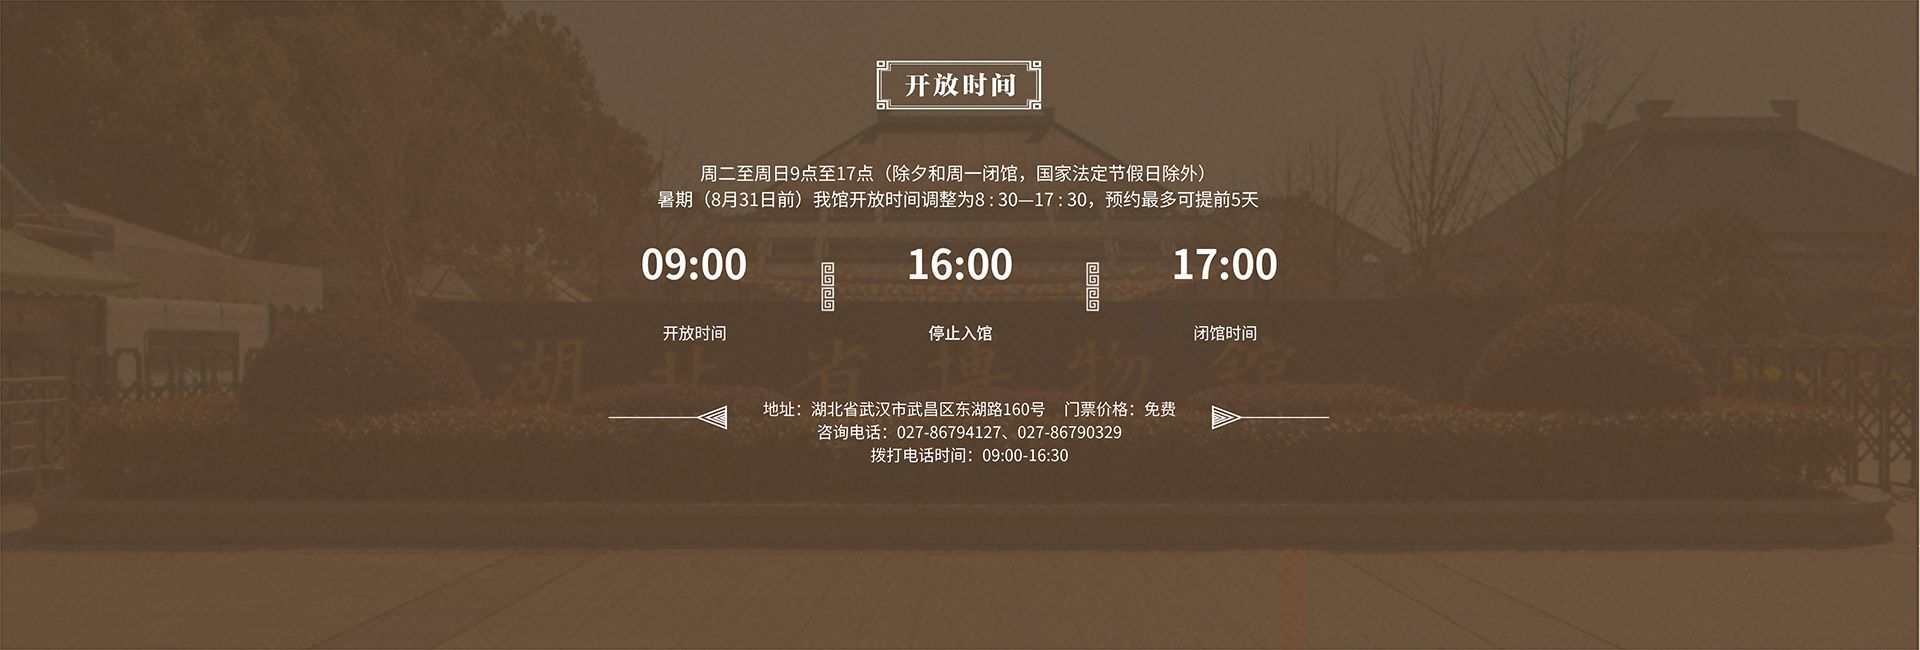 开放时间
周二至周日9点至17点（除夕和周一闭馆，国家法定节假日除外）
暑期（8月31日前）我馆开放时间调整为8 : 30—17 : 30，预约最多可提前5天
09:00 16:00 17:00
开放时间 停止入馆 闭馆时间
湖北省博物馆
地址：湖北省武汉市武昌区东湖路160号 门票价格：免费
咨询电话：027-86794127、027-86790329
拨打电话时间：09:00-16:30